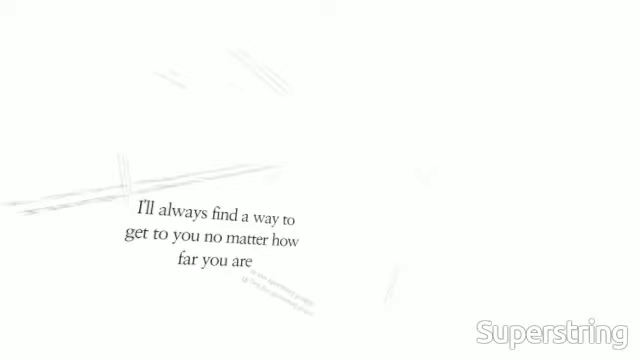 I'll always find a way to
get to you no matter how
far you are
Superstring